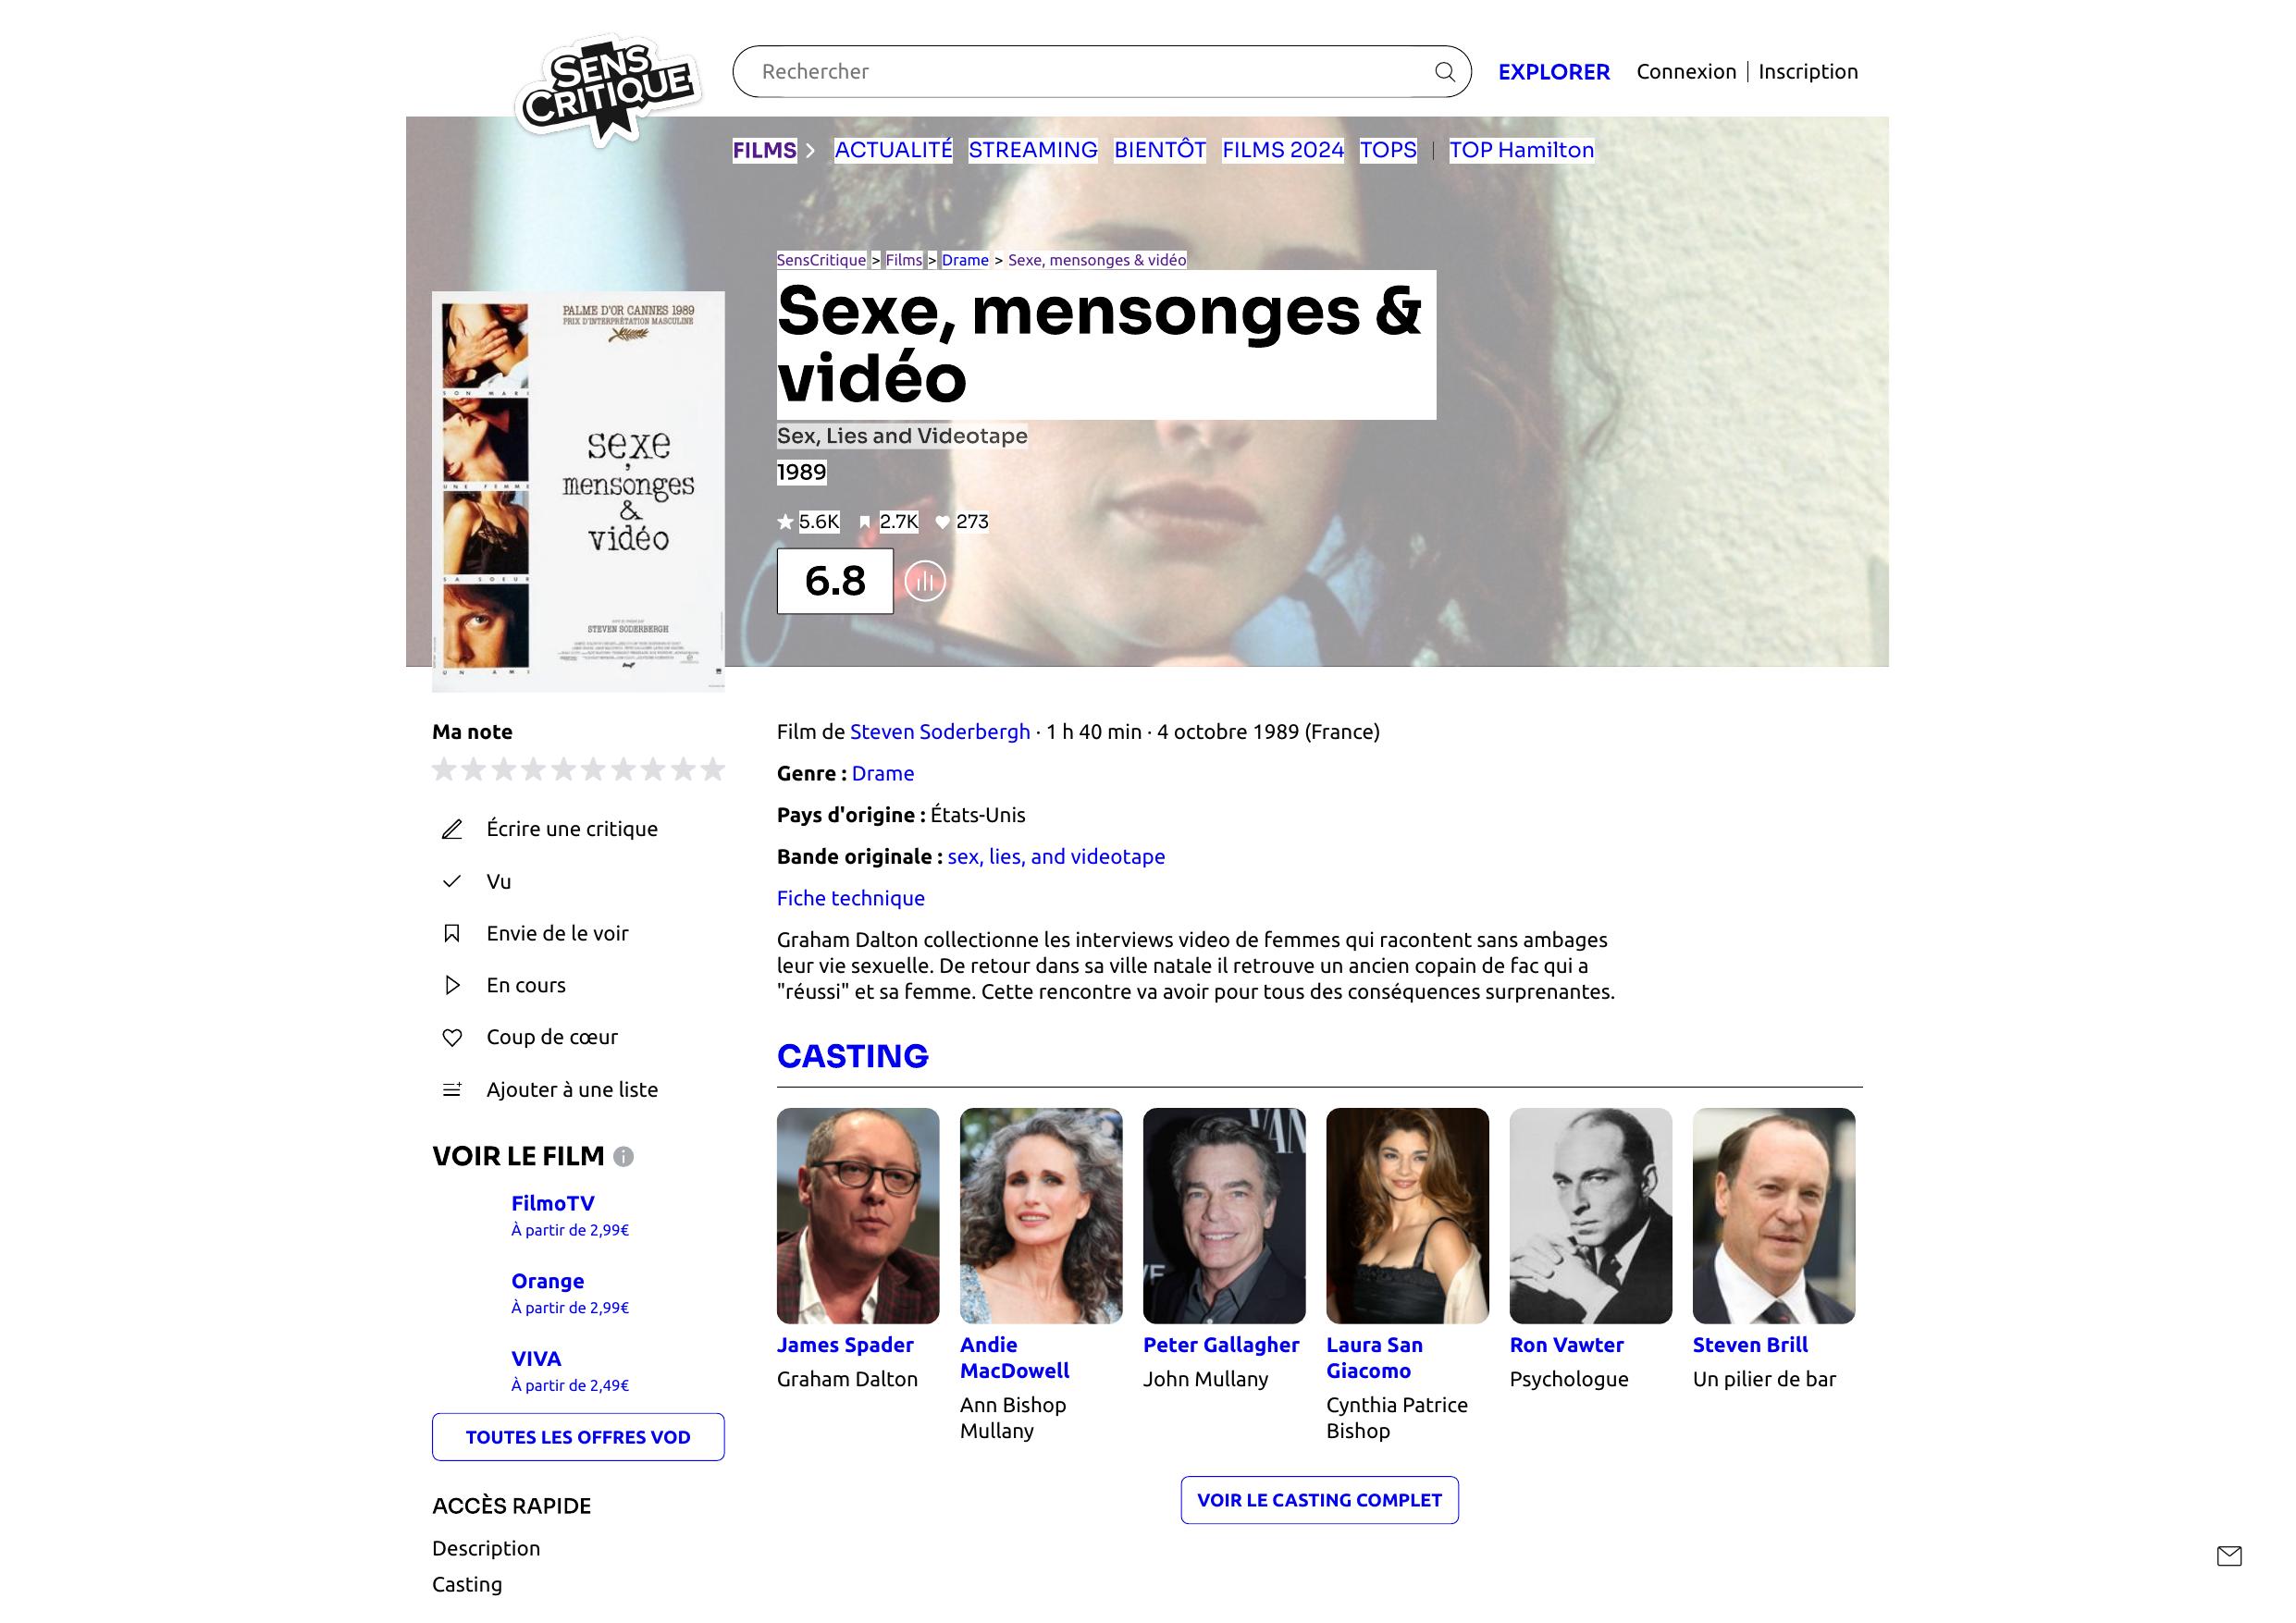 SENS
CRITIQUE
Rechercher
EXPLORER
Connexion
Inscription
FILMS
ACTUALITÉ
STREAMING
BIENTÔT
FILMS 2024
TOPS
TOP Hamilton
SensCritique > Films > Drame > Sexe, mensonges & vidéo
Sexe, mensonges &
vidéo
Sex, Lies and Videotape
1989
5.6K
2.7K
273
6.8
PALME D'OR CANNES 1989
PRIX D'INTERPRÉTATION MASCULINE
SON MARI
UNE FEMME
SA SOEUR
UN AMI
sexe
,
mensonges
&
vidéo
STEVEN SODERBERGH
Ma note
Écrire une critique
Vu
Envie de le voir
En cours
Coup de cœur
Ajouter à une liste
VOIR LE FILM
FilmoTV
À partir de 2,99€
Orange
À partir de 2,99€
VIVA
À partir de 2,49€
TOUTES LES OFFRES VOD
ACCÈS RAPIDE
Description
Casting
Film de Steven Soderbergh · 1 h 40 min · 4 octobre 1989 (France)
Genre : Drame
Pays d'origine : États-Unis
Bande originale : sex, lies, and videotape
Fiche technique
Graham Dalton collectionne les interviews video de femmes qui racontent sans ambages
leur vie sexuelle. De retour dans sa ville natale il retrouve un ancien copain de fac qui a
"réussi" et sa femme. Cette rencontre va avoir pour tous des conséquences surprenantes.
CASTING
VAN
James Spader
Graham Dalton
Andie
MacDowell
Ann Bishop
Mullany
Peter Gallagher
John Mullany
Laura San
Giacomo
Cynthia Patrice
Bishop
Ron Vawter
Psychologue
Steven Brill
Un pilier de bar
VOIR LE CASTING COMPLET